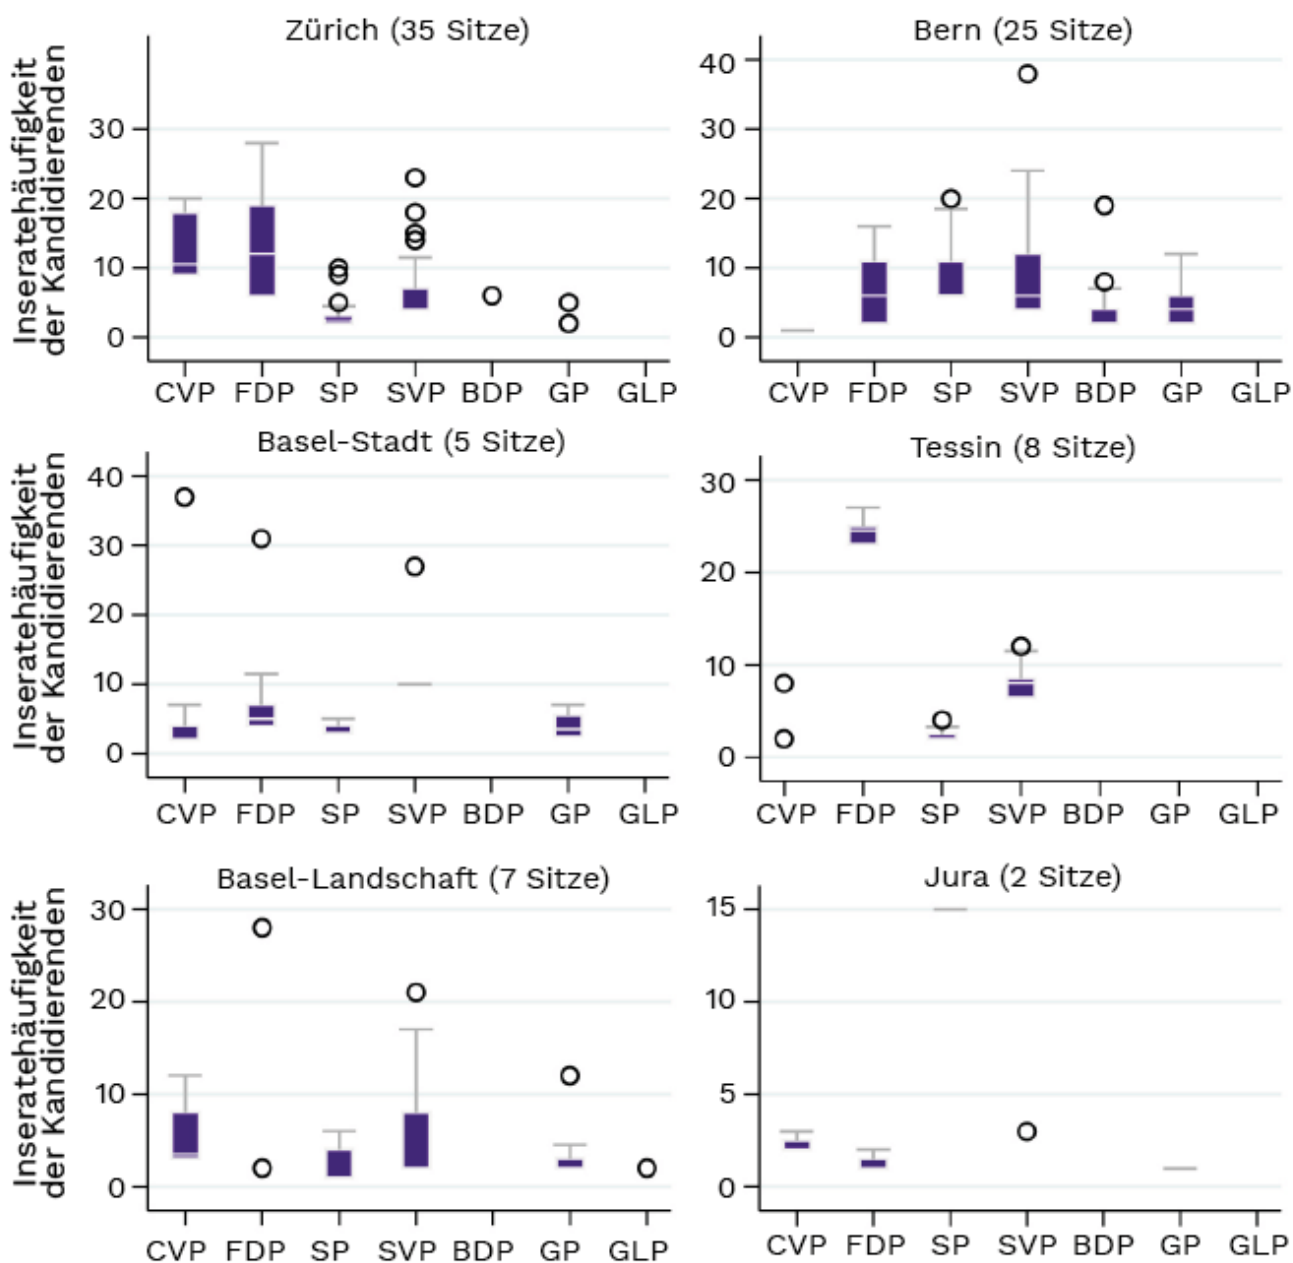 Zürich (35 Sitze)
Inseratehäufigkeit
der Kandidierenden
30
20
10
0
CVP FDP SP SVP BDP GP GLP
Bern (25 Sitze)
40
30
20
10
0
CVP FDP SP SVP BDP GP GLP
Basel-Stadt (5 Sitze)
Inseratehäufigkeit
der Kandidierenden
40
30
20
10
0
CVP FDP SP SVP BDP GP GLP
Tessin (8 Sitze)
30
20
10
0
CVP FDP SP SVP BDP GP GLP
Basel-Landschaft (7 Sitze)
Inseratehäufigkeit
der Kandidierenden
30
20
10
0
CVP FDP SP SVP BDP GP GLP
Jura (2 Sitze)
15
10
5
0
CVP FDP SP SVP BDP GP GLP